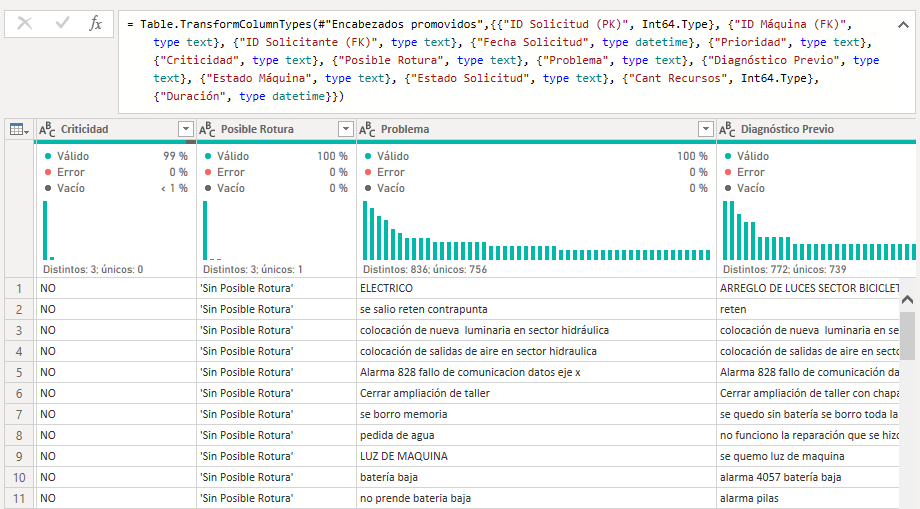 fx
= Table.TransformColumnTypes(#"Encabezados promovidos",{{"ID Solicitud (PK)", Int64.Type}, {"ID Máquina (FK)",
type text}, {"ID Solicitante (FK)", type text}, {"Fecha Solicitud", type datetime}, {"Prioridad", type text},
{"Criticidad", type text}, {"Posible Rotura", type text}, {"Problema", type text}, {"Diagnóstico Previo", type
text}, {"Estado Máquina", type text}, {"Estado Solicitud", type text}, {"Cant Recursos", Int64.Type},
{"Duración", type datetime}})
ABC Criticidad ABC Posible Rotura ABC Problema ABC Diagnóstico Previo
Válido 99 % Válido 100 % Válido 100 % Válido
Error 0 % Error 0 % Error 0 % Error
Vacío < 1 % Vacío 0 % Vacío 0 % Vacío
Distintos: 3; únicos: 0 Distintos: 3; únicos: 1 Distintos: 836; únicos: 756 Distintos: 772; únicos: 739
1 NO 'Sin Posible Rotura' ELECTRICO ARREGLO DE LUCES SECTOR BICICLET
2 NO 'Sin Posible Rotura' se salio reten contrapunta reten
3 NO 'Sin Posible Rotura' colocación de nueva luminaria en sector hidráulica colocación de nueva luminaria en se
4 NO 'Sin Posible Rotura' colocación de salidas de aire en sector hidraulica colocación de salidas de aire en secto
5 NO 'Sin Posible Rotura' Alarma 828 fallo de comunicacion datos eje x Alarma 828 fallo de comunicación da
6 NO 'Sin Posible Rotura' Cerrar ampliación de taller Cerrar ampliación de taller con chapa
7 NO 'Sin Posible Rotura' se borro memoria se quedo sin batería se borro toda la
8 NO 'Sin Posible Rotura' pedida de agua no funciono la reparación que se hizo
9 NO 'Sin Posible Rotura' LUZ DE MAQUINA se quemo luz de maquina
10 NO 'Sin Posible Rotura' batería baja alarma 4057 batería baja
11 NO 'Sin Posible Rotura' no prende bateria baja alarma pilas